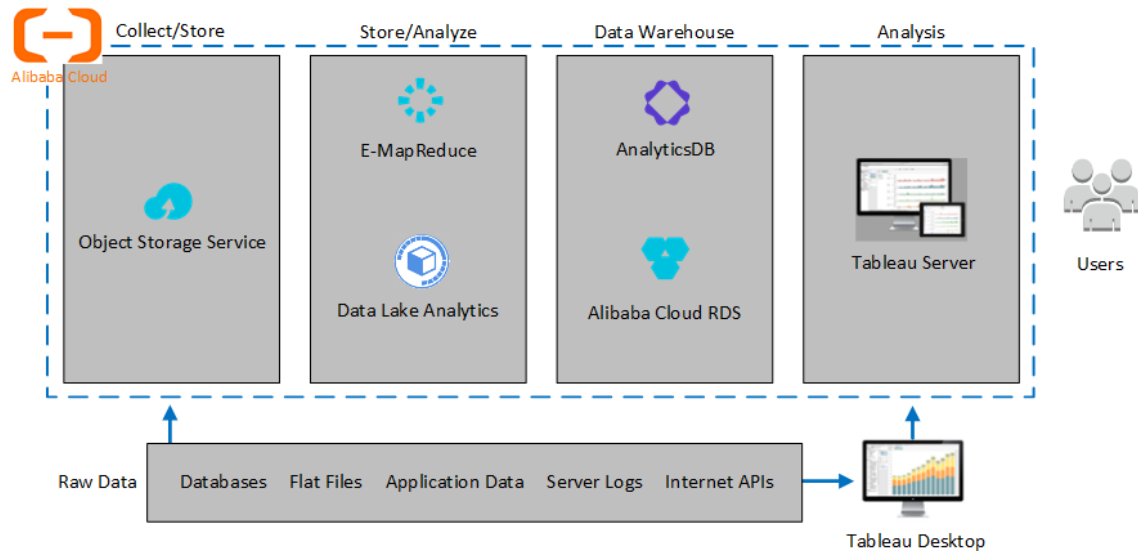 Collect/Store
Store/Analyze
Data Warehouse
Analysis
Alibaba Cloud
E-MapReduce
AnalyticsDB
Object Storage Service
Tableau Server
Users
Data Lake Analytics
Alibaba Cloud RDS
Raw Data
Databases
Flat Files
Application Data
Server Logs
Internet APIs
Tableau Desktop